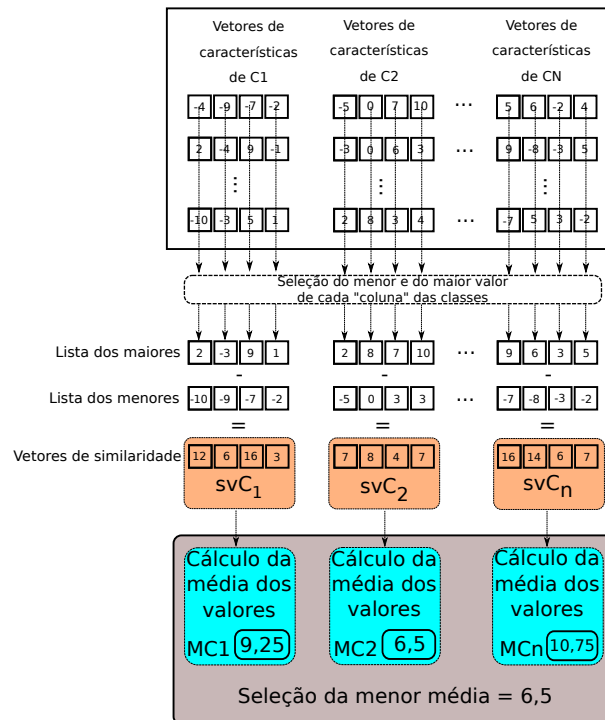 Vetores de
características
de C1
Vetores de
características
de C2
Vetores de
características
de CN
-4 -9 -7 -2 -5 0 7 10 ... 5 6 -2 4
2 -4 9 -1 -3 0 6 3 ... 9 -8 -3 5
-10 -3 5 1 2 8 3 4 ... -7 5 3 -2
Seleção do menor e do maior valor
de cada "coluna" das classes
Lista dos maiores 2 -3 9 1 2 8 7 10 ... 9 6 3 5
- - -
Lista dos menores -10 -9 -7 -2 -5 0 3 3 ... -7 -8 -3 -2
= = =
Vetores de similaridade 12 6 16 3 7 8 4 7 16 14 6 7
svC1 svC2 svCn
Cálculo da
média dos
valores
MC1 9,25
Cálculo da
média dos
valores
MC2 6,5
Cálculo da
média dos
valores
MCn 10,75
Seleção da menor média = 6,5